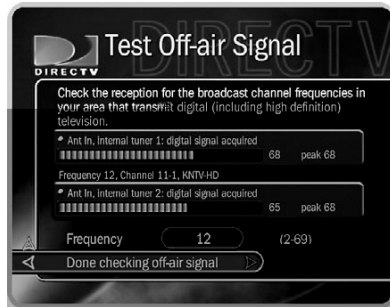 DIRECTV
Test Off-air Signal
DIRECTV
Check the reception for the broadcast channel frequencies in
your area that transmit digital (including high definition)
television.
Ant In, internal tuner 1: digital signal acquired
68 peak 68
Frequency 12, Channel 11-1, KNTV-HD
Ant In, internal tuner 2: digital signal acquired
65 peak 68
Frequency 12 (2-69)
Done checking off-air signal